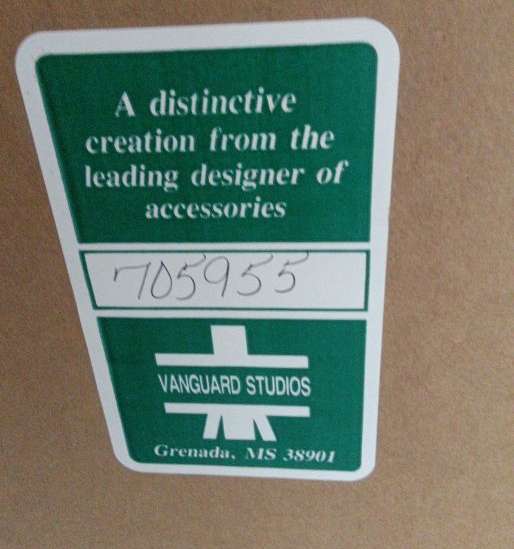 A distinctive
creation from the
leading designer of
accessories
705955
VANGUARD STUDIOS
Grenada, MS 38901